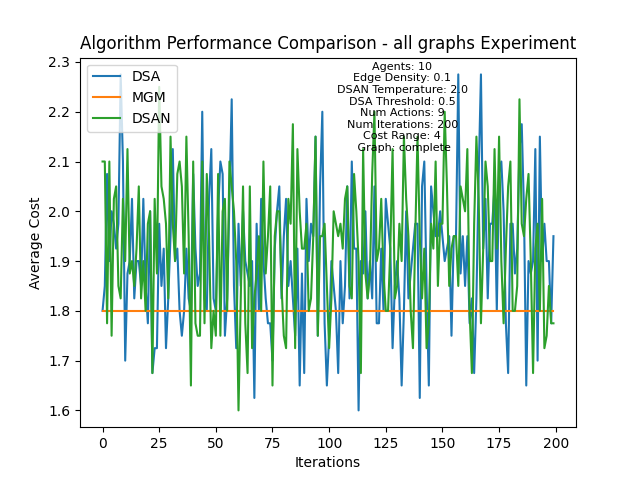 Algorithm Performance Comparison - all graphs Experiment
DSA
MGM
DSAN
Agents: 10
Edge Density: 0.1
DSAN Temperature: 2.0
DSA Threshold: 0.5
Num Actions: 9
Num Iterations: 200
Cost Range: 4
Graph: complete
Average Cost
2.3
2.2
2.1
2.0
1.9
1.8
1.7
1.6
0 25 50 75 100 125 150 175 200
Iterations